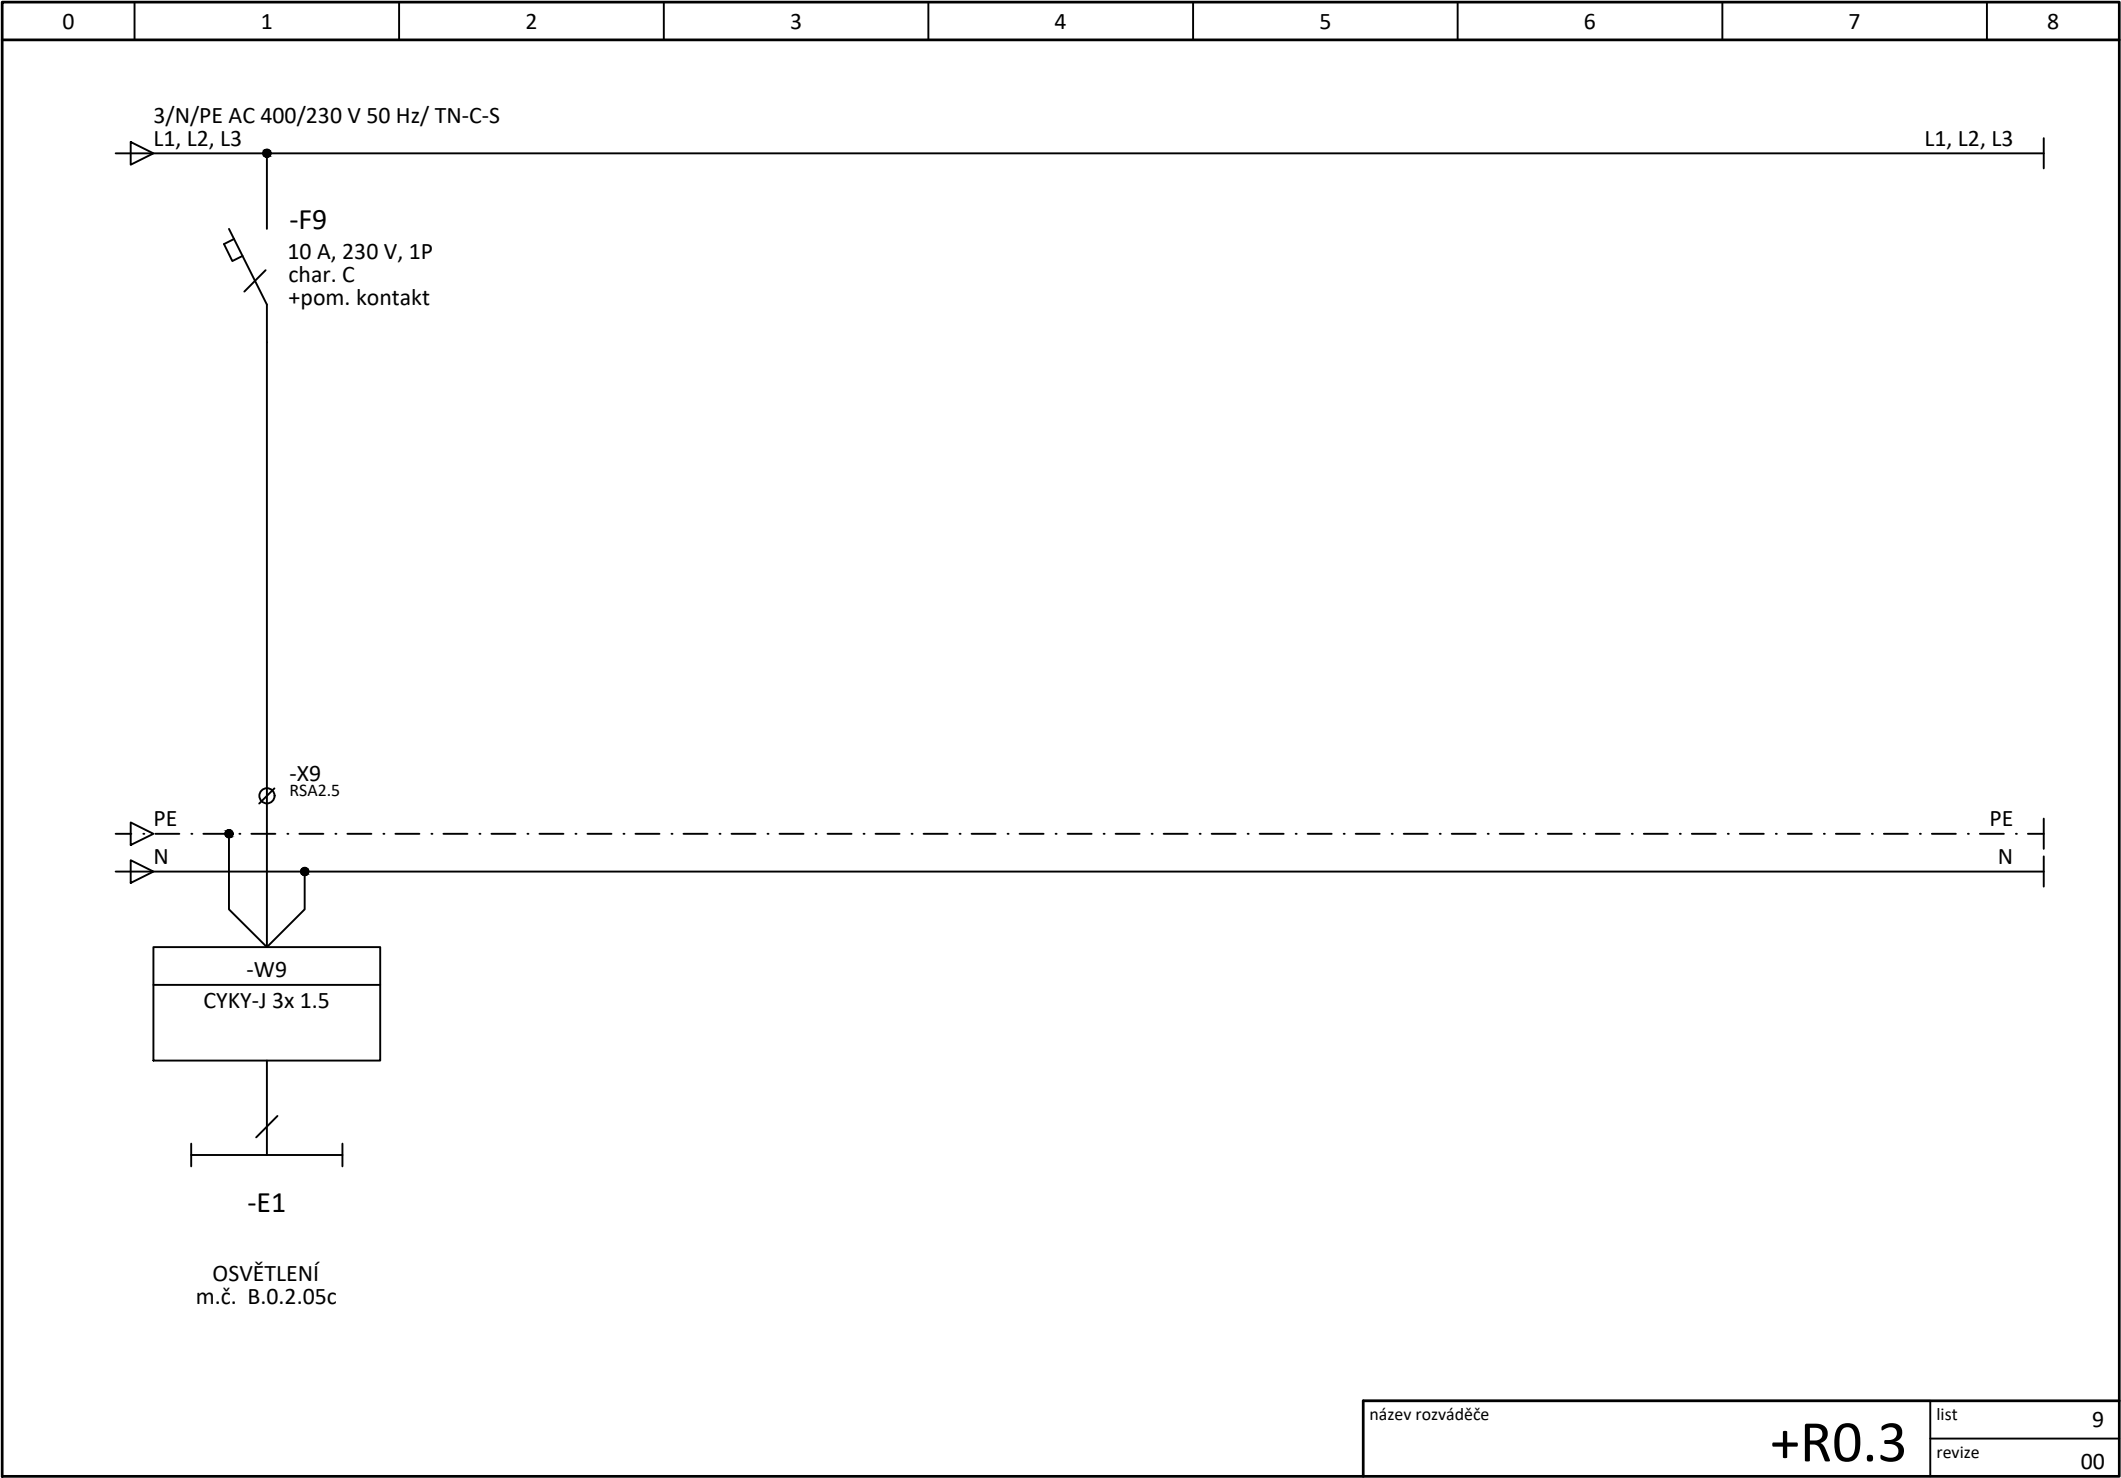 0 1 2 3 4 5 6 7 8
3/N/PE AC 400/230 V 50 Hz/ TN-C-S
L1, L2, L3
L1, L2, L3
-F9
10 A, 230 V, 1P
char. C
+pom. kontakt
-X9
RSA2.5
PE
PE
N
N
-W9
CYKY-J 3x 1.5
-E1
OSVĚTLENÍ
m.č. B.0.2.05c
název rozváděče
+R0.3
list 9
revize 00